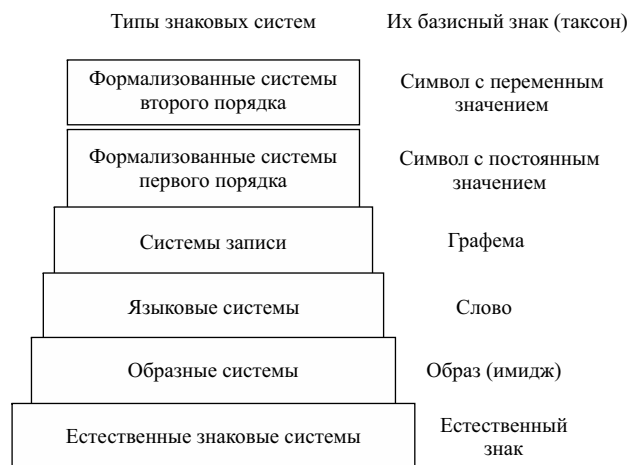 Типы знаковых систем
Их базисный знак (таксон)
Формализованные системы
второго порядка
Символ с переменным
значением
Формализованные системы
первого порядка
Символ с постоянным
значением
Системы записи
Графема
Языковые системы
Слово
Образные системы
Образ (имидж)
Естественные знаковые системы
Естественный
знак